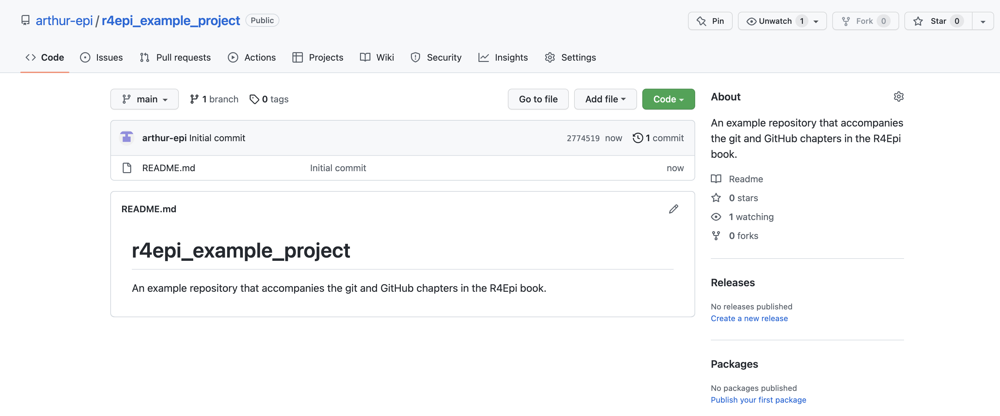 arthur-epi / r4epi_example_project Public
Pin
Unwatch 1
Fork 0
Star 0
Code Issues Pull requests Actions Projects Wiki Security Insights Settings
main 1 branch 0 tags Go to file Add file Code
arthur-epi Initial commit 2774519 now 1 commit
README.md Initial commit now
README.md
r4epi_example_project
An example repository that accompanies the git and GitHub chapters in the R4Epi book.
About
An example repository that accompanies
the git and GitHub chapters in the R4Epi
book.
Readme
0 stars
1 watching
0 forks
Releases
No releases published
Create a new release
Packages
No packages published
Publish your first package